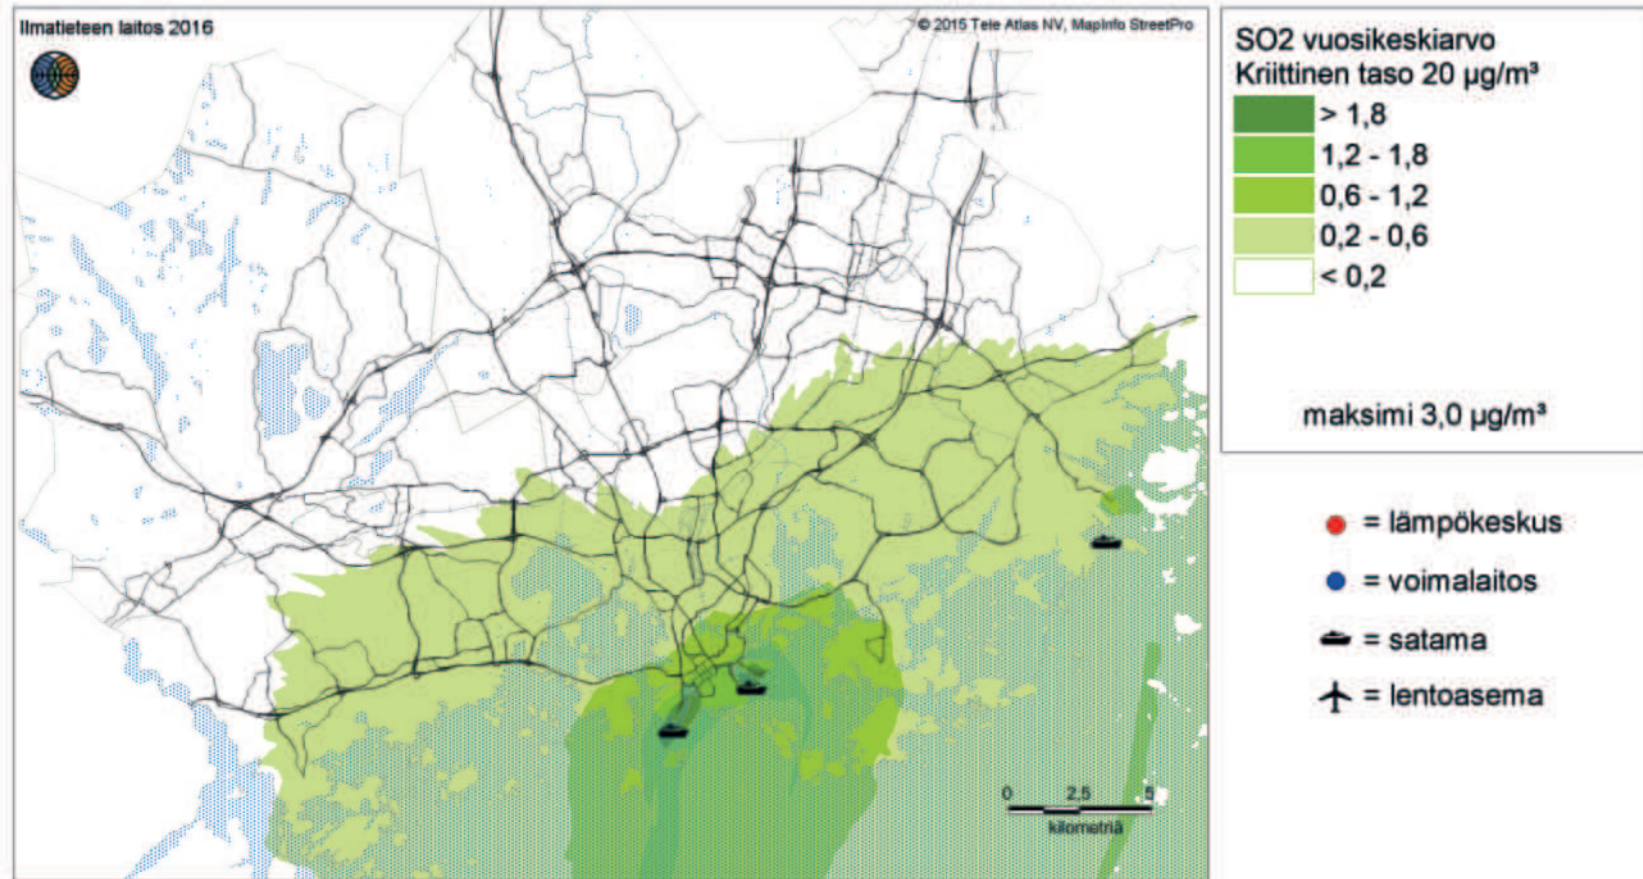 Ilmatieteen laitos 2016
© 2015 Tele Atlas NV, MapInfo StreetPro
SO2 vuosikeskiarvo
Kriittinen taso 20 µg/m³
> 1,8
1,2 - 1,8
0,6 - 1,2
0,2 - 0,6
< 0,2
maksimi 3,0 µg/m³
= lämpökeskus
= voimalaitos
= satama
= lentoasema
0 2,5 5
kilometriä